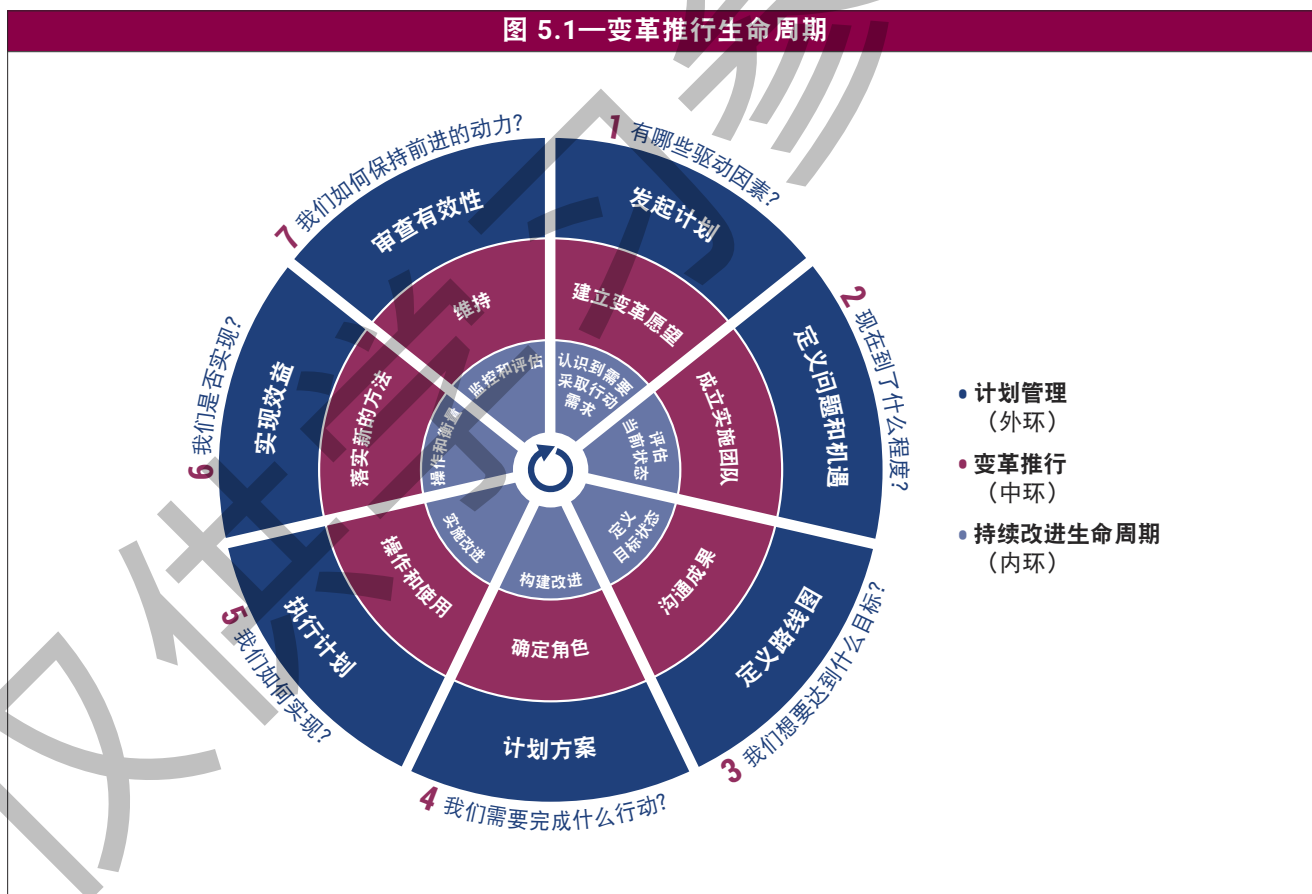 图 5.1—变革推行生命周期
1 有哪些驱动因素?
发起计划
建立变革愿望
认识到需要
采取行动
需求
2 现在到了什么程度?
定义问题和机遇
成立实施团队
评估
当前状态
3 我们想要达到什么目标?
定义路线图
沟通成果
定义
目标状态
4 我们需要完成什么行动?
计划方案
确定角色
构建改进
5 我们如何实现?
执行计划
操作和使用
实施改进
6 我们是否实现?
实现效益
落实新的方法
操作和衡量
7 我们如何保持前进的动力?
审查有效性
维持
监控和评估
• 计划管理
（外环）
• 变革推行
（中环）
• 持续改进生命周期
（内环）
仅供学习参